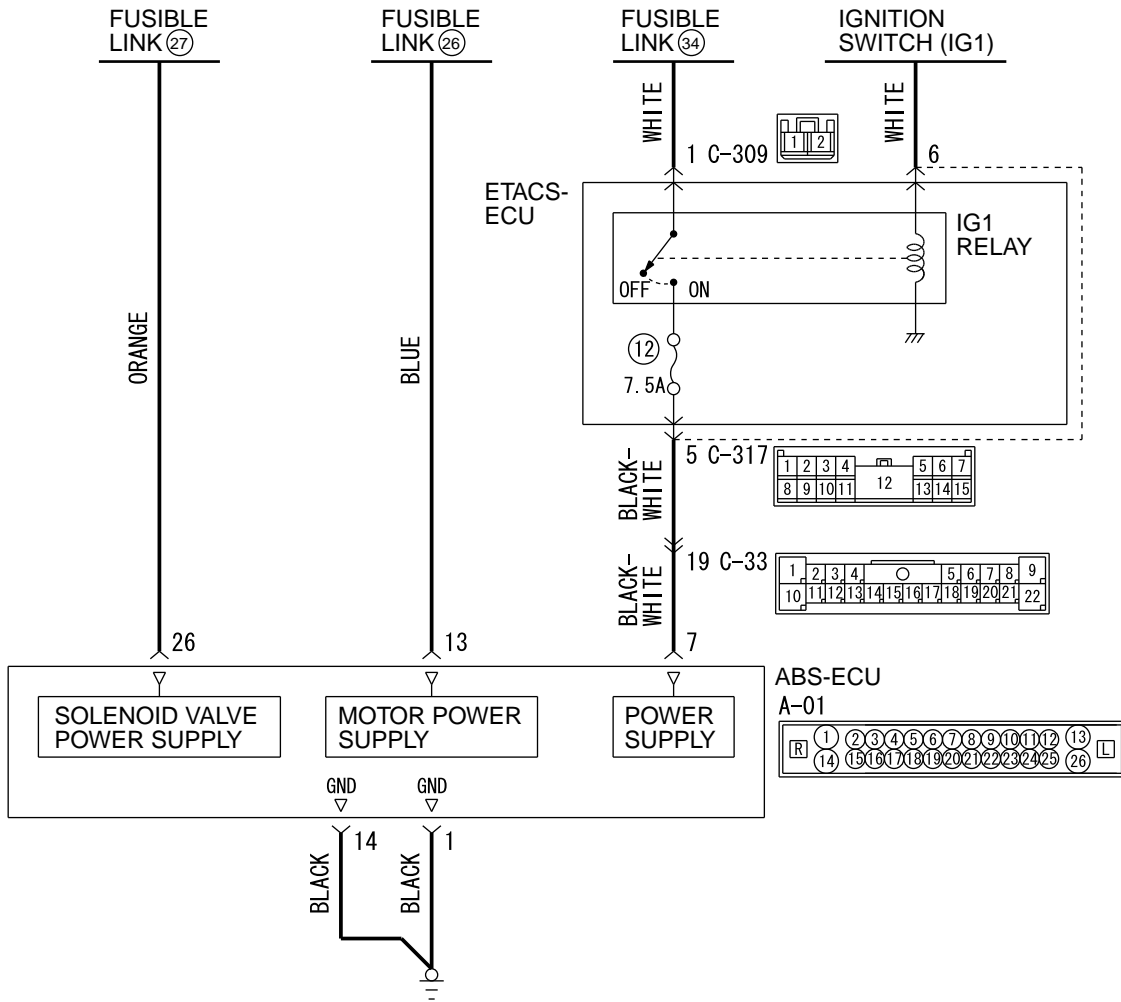 FUSIBLE
LINK 27
FUSIBLE
LINK 26
FUSIBLE
LINK 34
IGNITION
SWITCH (IG1)
WHITE
WHITE
1 C-309
1 2
6
ETACS-
ECU
IG1
RELAY
OFF
ON
ORANGE
BLUE
12
7.5A
5 C-317
1 2 3 4 5 6 7
12
8 9 10 11 13 14 15
BLACK-
WHITE
19 C-33
1 2 3 4 5 6 7 8 9
10 11 12 13 14 15 16 17 18 19 20 21 22
BLACK-
WHITE
26
13
7
ABS-ECU
A-01
SOLENOID VALVE
POWER SUPPLY
MOTOR POWER
SUPPLY
POWER
SUPPLY
R 1 2 3 4 5 6 7 8 9 10 11 12 13 L
14 15 16 17 18 19 20 21 22 23 24 25 26
GND
GND
14
1
BLACK
BLACK